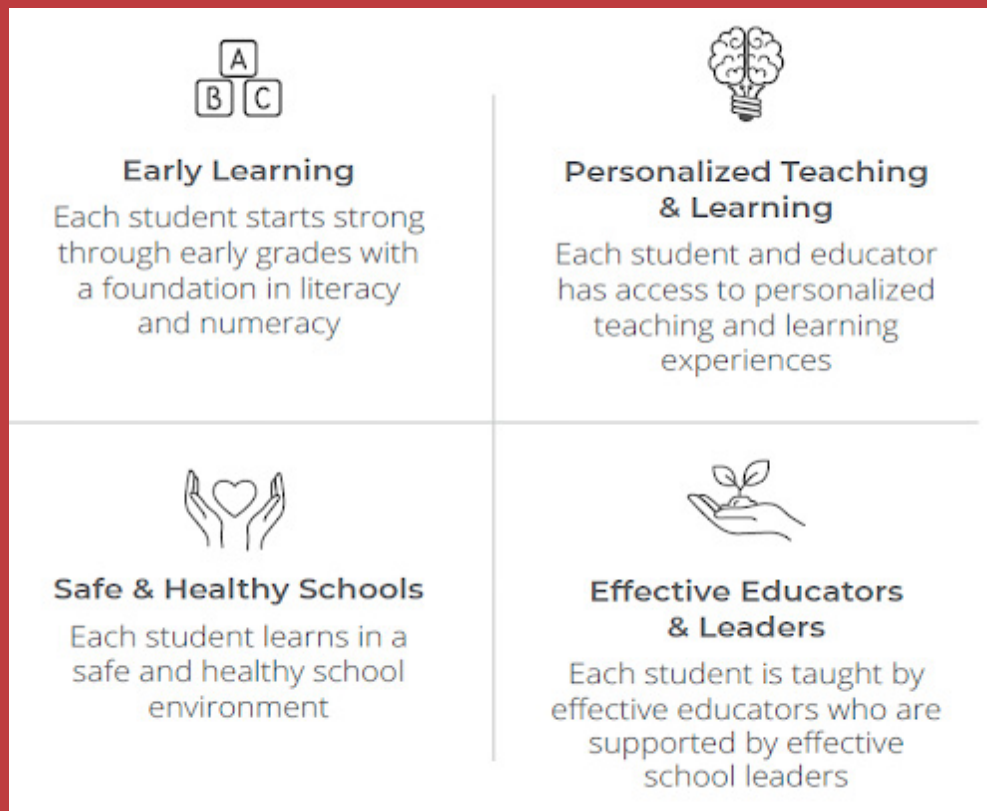 A
B C
Early Learning
Each student starts strong
through early grades with
a foundation in literacy
and numeracy
Personalized Teaching
& Learning
Each student and educator
has access to personalized
teaching and learning
experiences
Safe & Healthy Schools
Each student learns in a
safe and healthy school
environment
Effective Educators
& Leaders
Each student is taught by
effective educators who are
supported by effective
school leaders